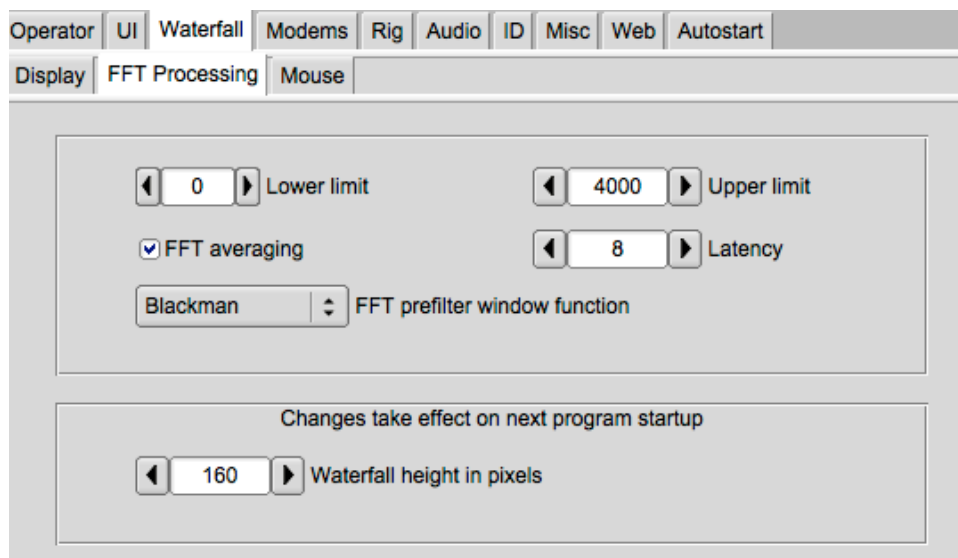 Operator UI Waterfall Modems Rig Audio ID Misc Web Autostart
Display FFT Processing Mouse
0 Lower limit 4000 Upper limit
FFT averaging 8 Latency
Blackman FFT prefilter window function
Changes take effect on next program startup
160 Waterfall height in pixels